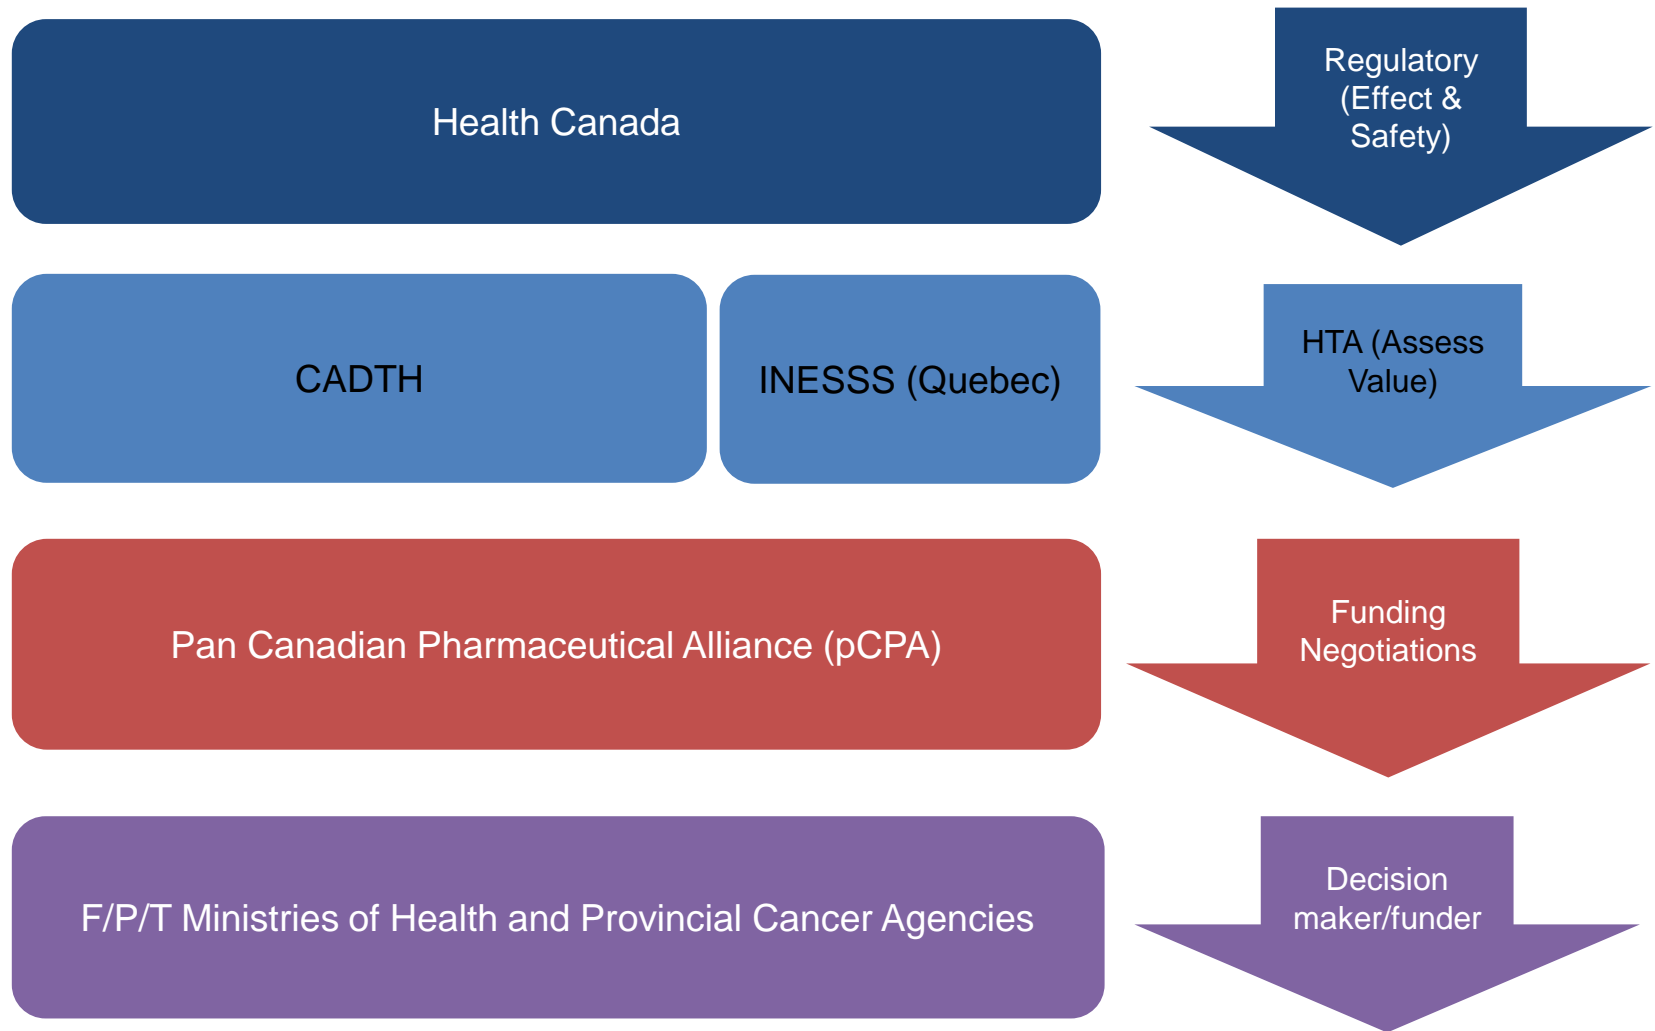 Health Canada
Regulatory
(Effect &
Safety)
CADTH
INESSS (Quebec)
HTA (Assess
Value)
Pan Canadian Pharmaceutical Alliance (pCPA)
Funding
Negotiations
F/P/T Ministries of Health and Provincial Cancer Agencies
Decision
maker/funder